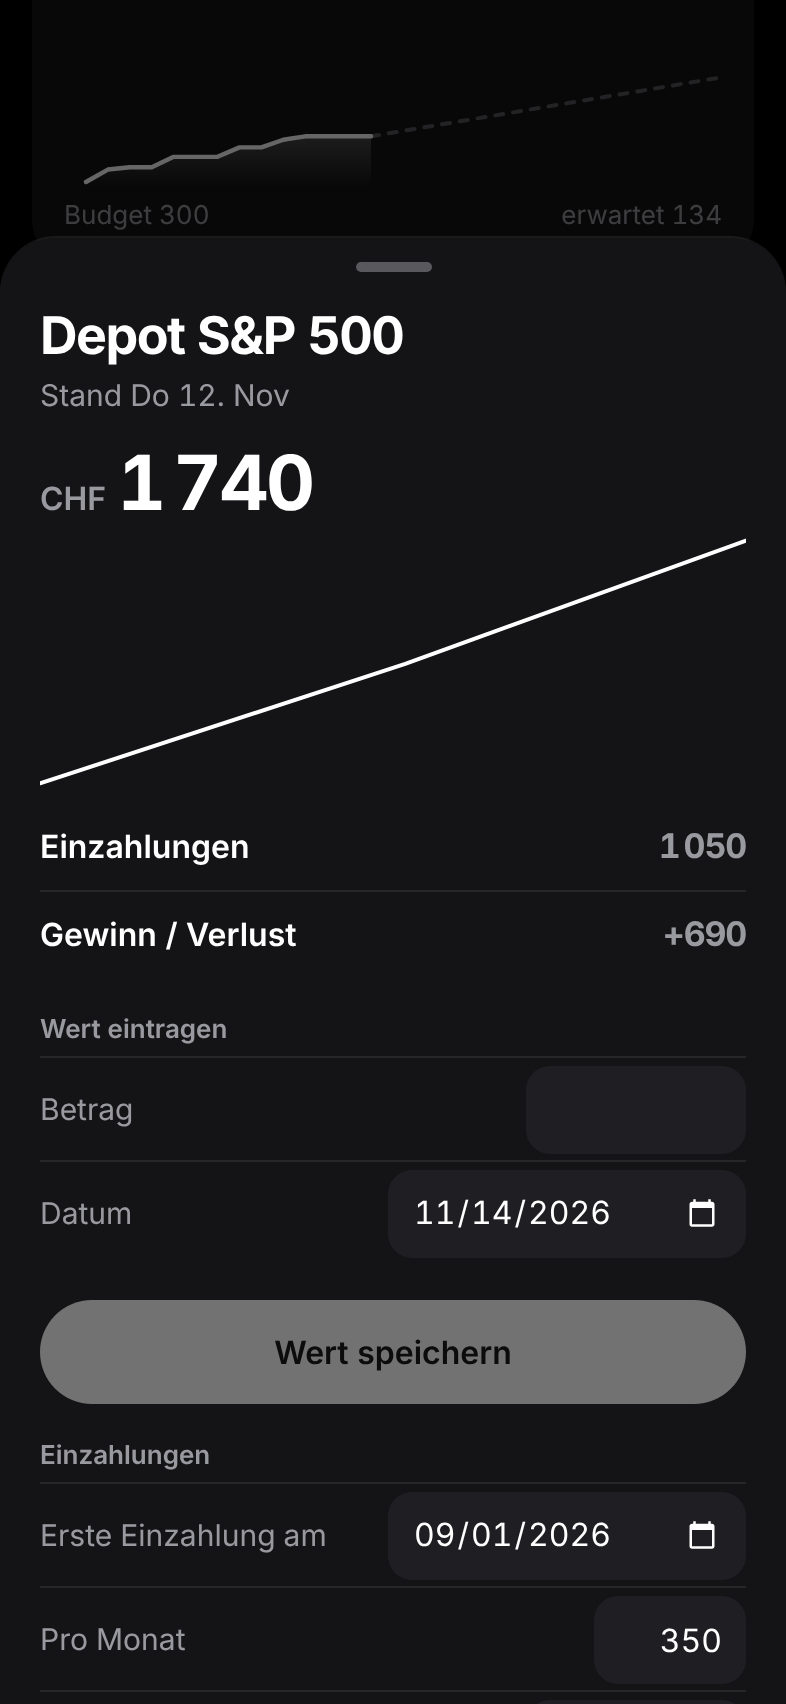 Budget 300
erwartet 134
Depot S&P 500
Stand Do 12. Nov
CHF 1 740
Einzahlungen 1 050
Gewinn / Verlust +690
Wert eintragen
Betrag
Datum 11/14/2026
Wert speichern
Einzahlungen
Erste Einzahlung am 09/01/2026
Pro Monat 350